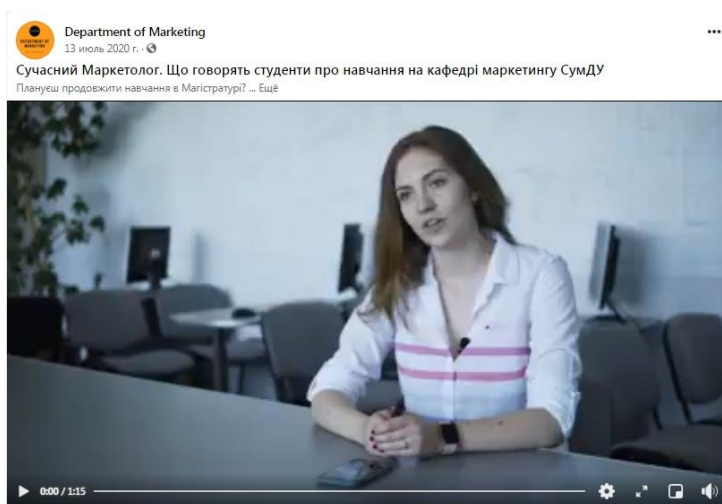 Department of Marketing
13 июль 2020 г. ·
Сучасний Маркетолог. Що говорять студенти про навчання на кафедрі маркетингу СумДУ
Плануєш продовжити навчання в Магістратурі? ... Ещё
0:00 / 1:15